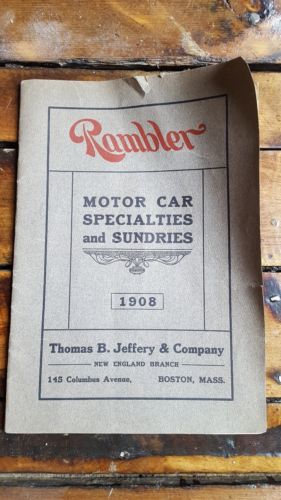 Rambler
MOTOR CAR
SPECIALTIES
and SUNDRIES
1908
Thomas B. Jeffery & Company
NEW ENGLAND BRANCH
145 Columbus Avenue, BOSTON, MASS.